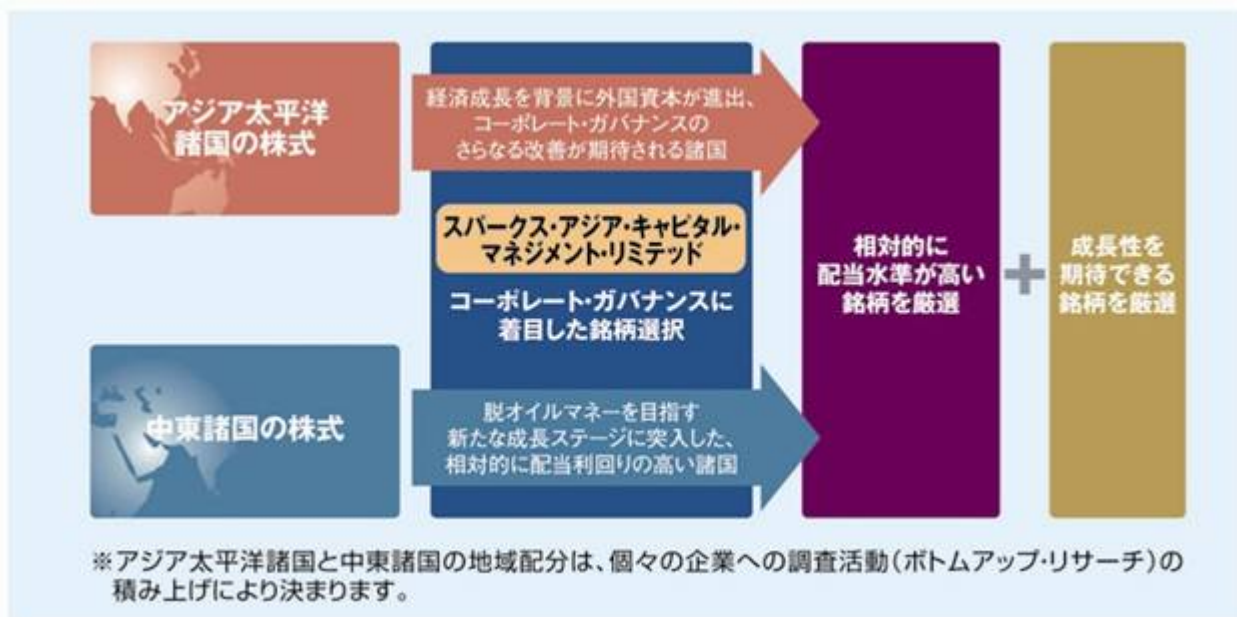 アジア太平洋
諸国の株式
経済成長を背景に外国資本が進出、
コーポレート・ガバナンスの
さらなる改善が期待される諸国
スパークス・アジア・キャピタル・
マネジメント・リミテッド
コーポレート・ガバナンスに
着目した銘柄選択
中東諸国の株式
脱オイルマネーを目指す
新たな成長ステージに突入した、
相対的に配当利回りの高い諸国
相対的に
配当水準が高い
銘柄を厳選
+
成長性を
期待できる
銘柄を厳選
※アジア太平洋諸国と中東諸国の地域配分は、個々の企業への調査活動(ボトムアップ・リサーチ)の
積み上げにより決まります。